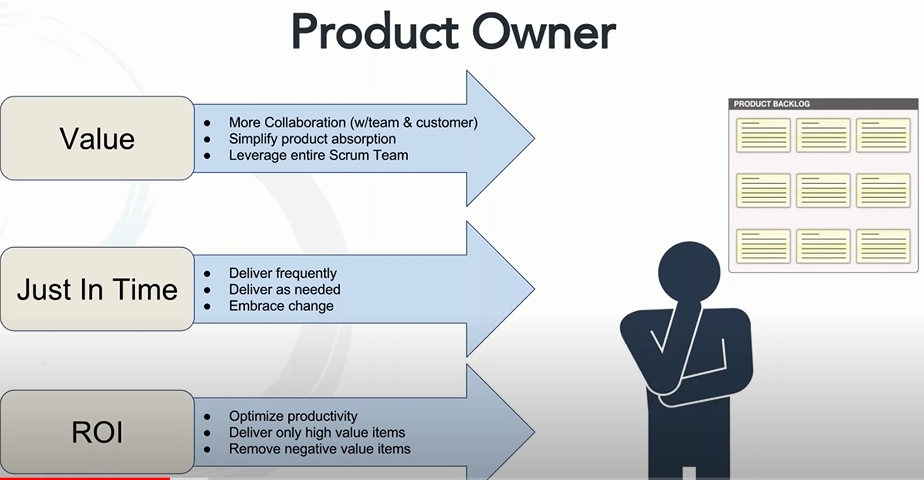 Product Owner
Value
More Collaboration (w/team & customer)
Simplify product absorption
Leverage entire Scrum Team
Just In Time
Deliver frequently
Deliver as needed
Embrace change
ROI
Optimize productivity
Deliver only high value items
Remove negative value items
PRODUCT BACKLOG